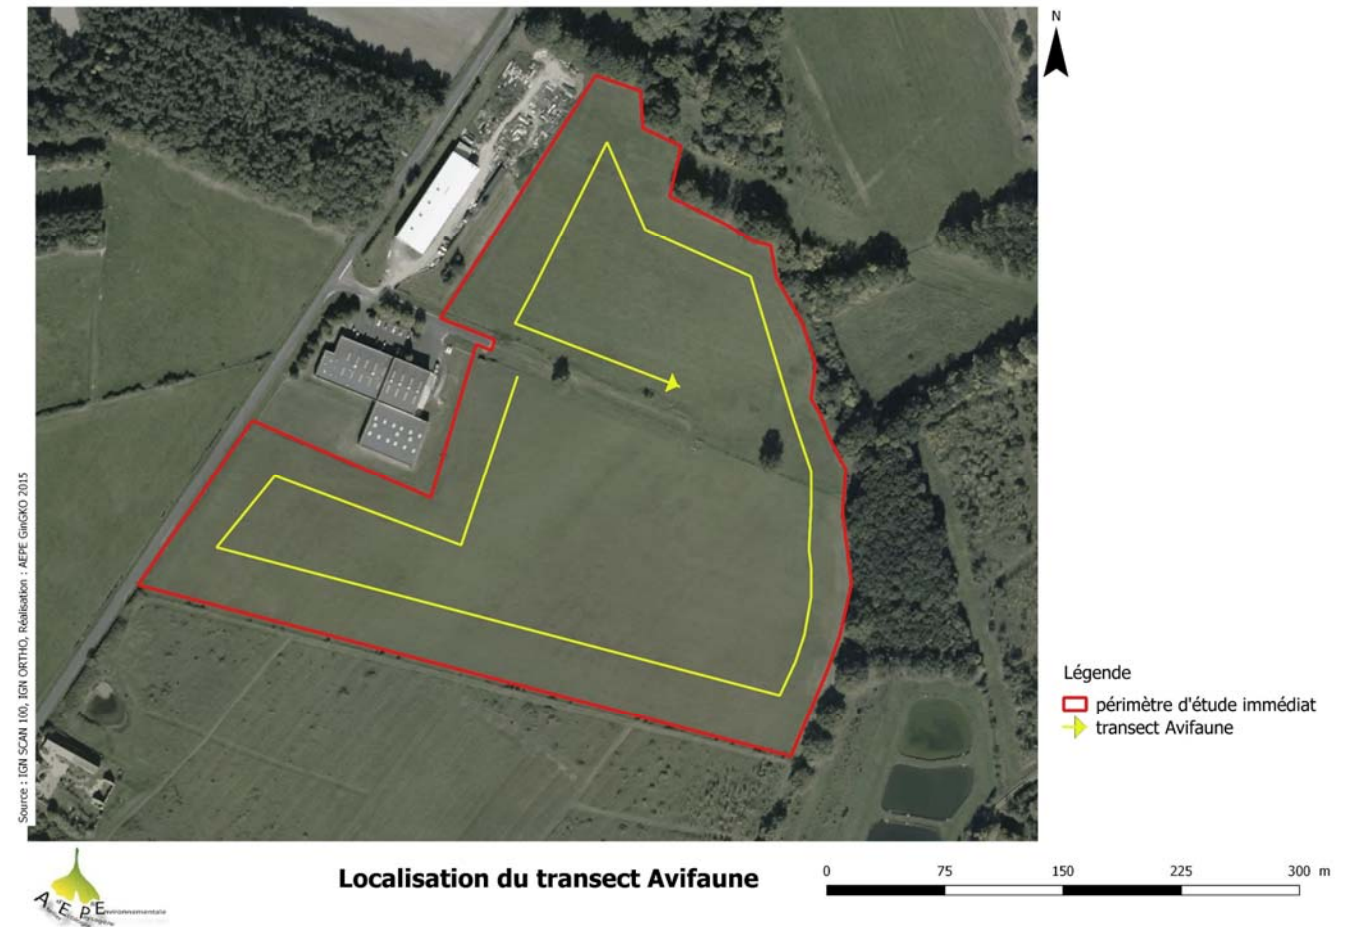 N
Source : IGN SCAN 100, IGN ORTHO, Réalisation : AEPE GinGKO 2015
Légende
périmètre d'étude immédiat
transect Avifaune
Localisation du transect Avifaune
0 75 150 225 300 m
A E P E nvironnementale